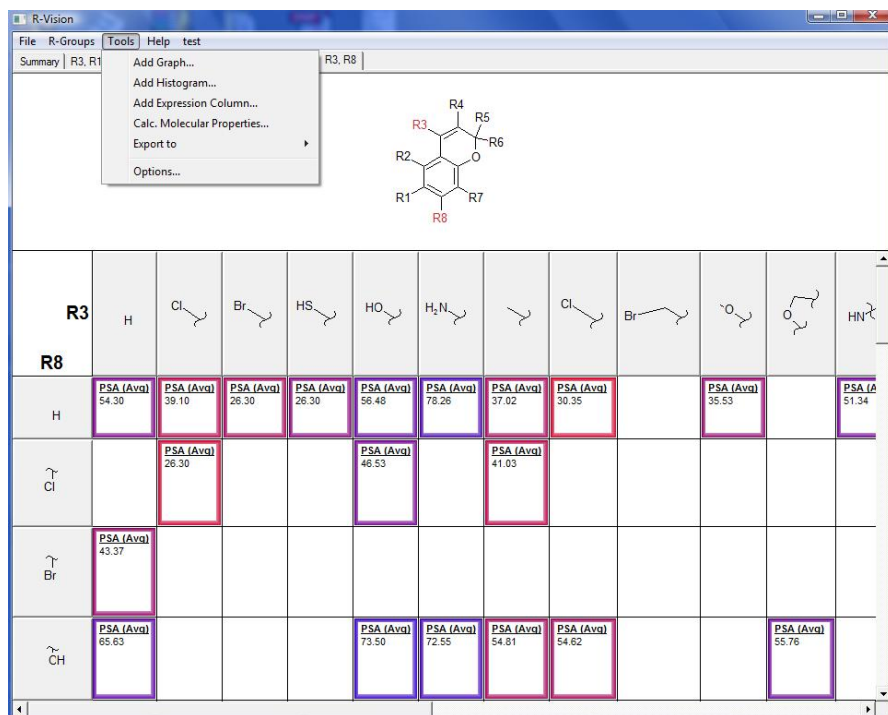 R-Vision
File R-Groups Tools Help test
Summary R3, R1 R3, R8
Add Graph...
Add Histogram...
Add Expression Column...
Calc. Molecular Properties...
Export to
Options...
R4
R3 R5
R6
R2 O
R1 R7
R8
R3 H Cl Br HS HO H₂N Cl Br O O HN
R8
H
PSA (Avg) PSA (Avg) PSA (Avg) PSA (Avg) PSA (Avg) PSA (Avg) PSA (Avg) PSA (Avg) PSA (Avg) PSA (A
54.30 39.10 26.30 26.30 56.48 78.26 37.02 30.35 35.53 51.34
Cl
PSA (Avg) PSA (Avg) PSA (Avg)
26.30 46.53 41.03
Br
PSA (Avg)
43.37
CH
PSA (Avg) PSA (Avg) PSA (Avg) PSA (Avg) PSA (Avg) PSA (Avg)
65.63 73.50 72.55 54.81 54.62 55.76